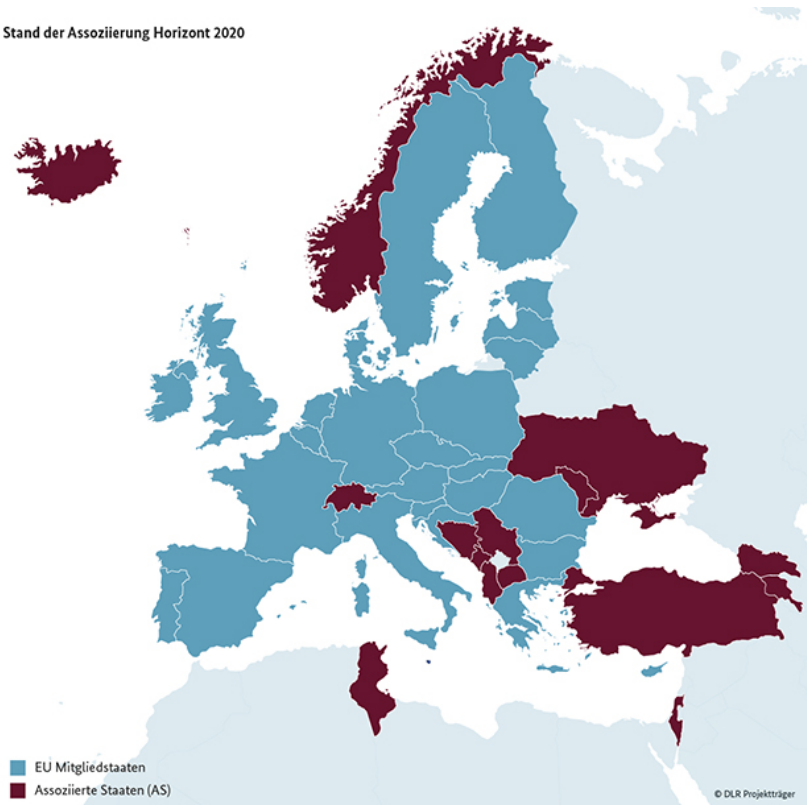 Stand der Assoziierung Horizont 2020
EU Mitgliedstaaten
Assoziierte Staaten (AS)
© DLR Projektträger